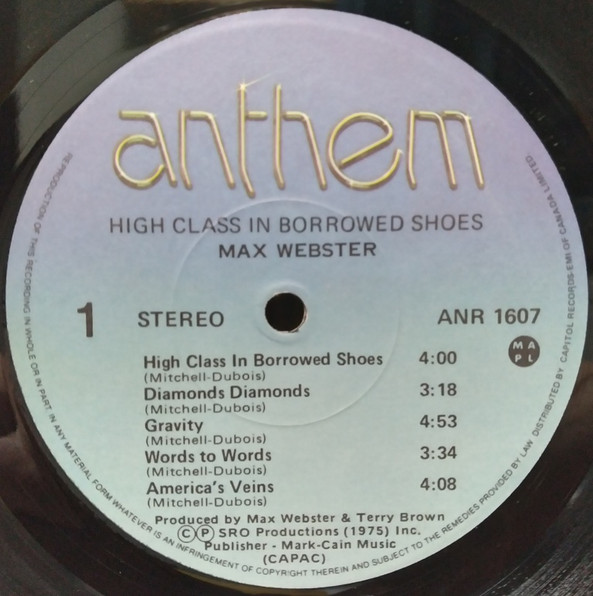 anthem
HIGH CLASS IN BORROWED SHOES
MAX WEBSTER
1 STEREO ANR 1607
MA
PL
High Class In Borrowed Shoes 4:00
(Mitchell-Dubois)
Diamonds Diamonds 3:18
(Mitchell-Dubois)
Gravity 4:53
(Mitchell-Dubois)
Words to Words 3:34
(Mitchell-Dubois)
America's Veins 4:08
(Mitchell-Dubois)
Produced by Max Webster & Terry Brown
©℗ SRO Productions (1975) Inc.
Publisher - Mark-Cain Music
(CAPAC)
REPRODUCTION OF THIS RECORDING IN WHOLE OR IN PART, IN ANY MATERIAL FORM WHATEVER IS AN INFRINGEMENT OF COPYRIGHT THEREIN AND SUBJECT TO THE REMEDIES PROVIDED BY LAW DISTRIBUTED BY CAPITOL RECORDS-EMI OF CANADA LIMITED